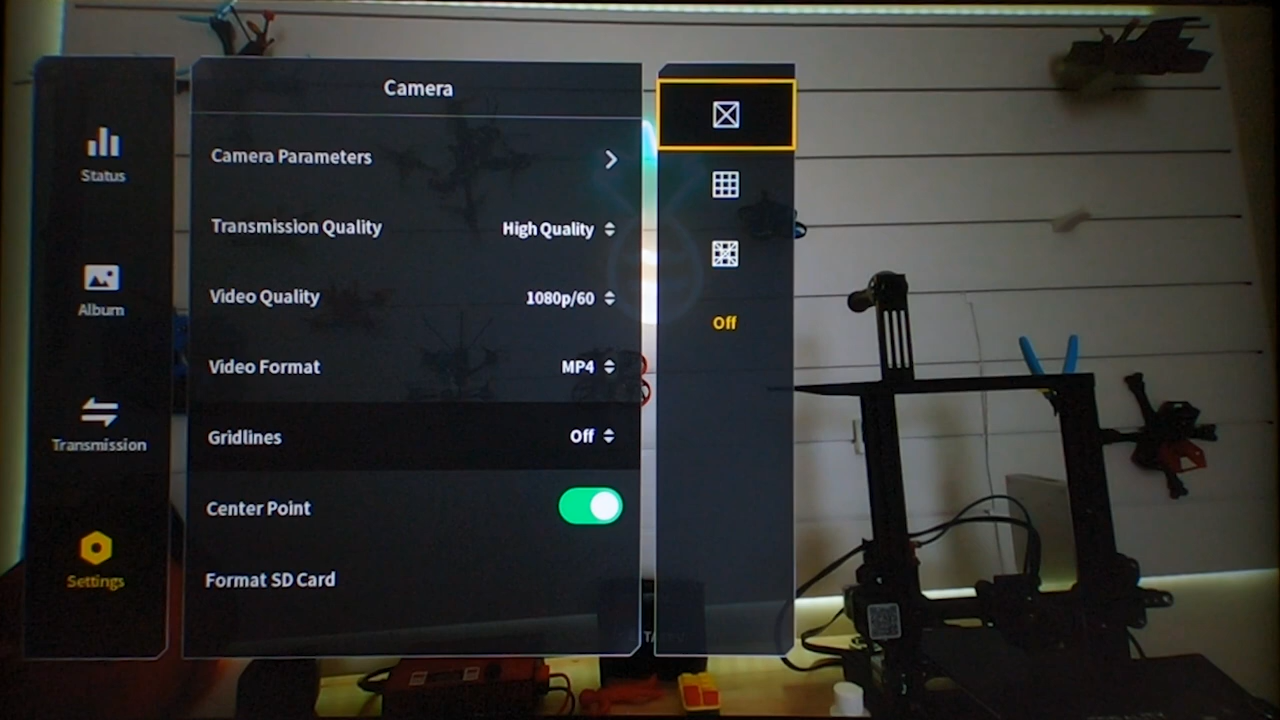 Status
Album
Transmission
Settings
Camera
Camera Parameters
Transmission Quality High Quality
Video Quality 1080p/60
Video Format MP4
Gridlines Off
Center Point
Format SD Card
Off